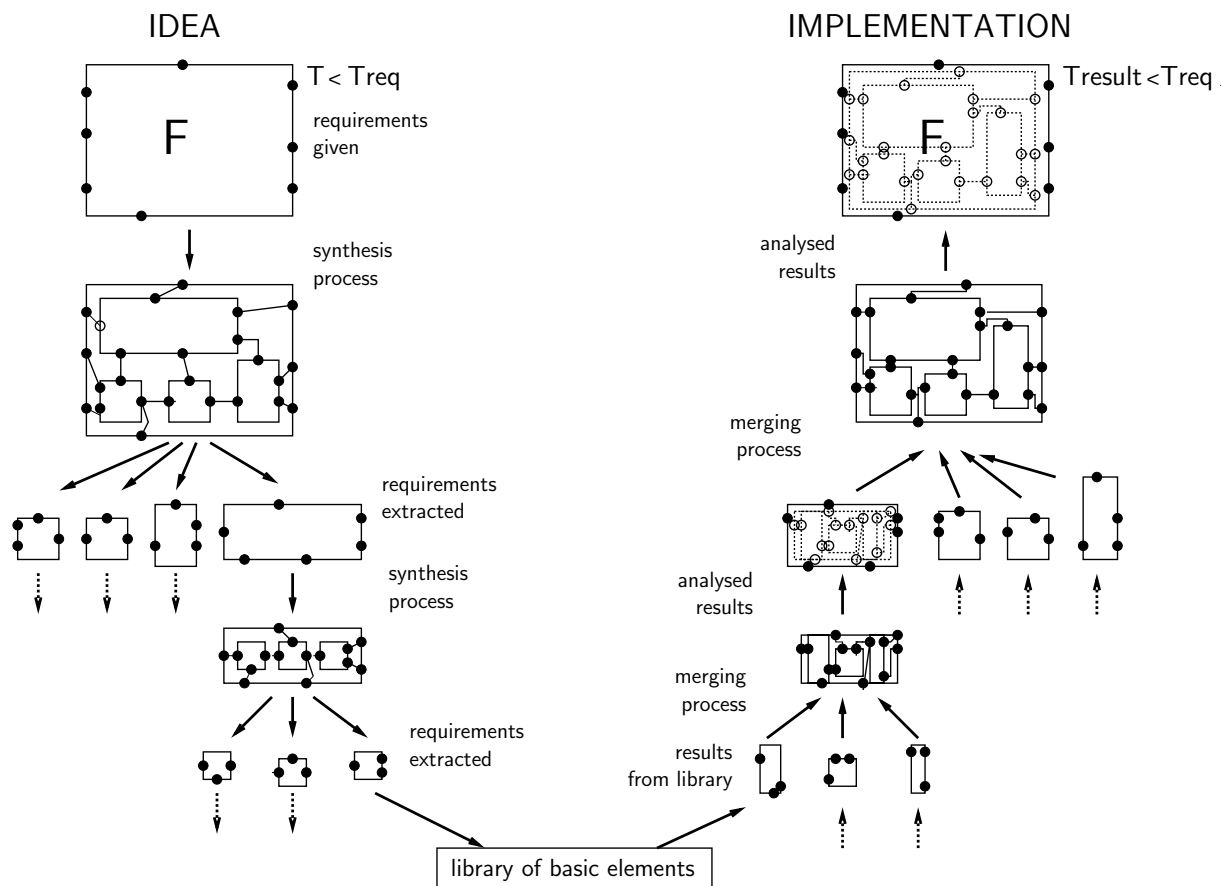 IDEA
IMPLEMENTATION
T < Treq
Tresult < Treq .
F
requirements
given
F
synthesis
process
analysed
results
merging
process
requirements
extracted
synthesis
process
analysed
results
merging
process
requirements
extracted
results
from library
library of basic elements